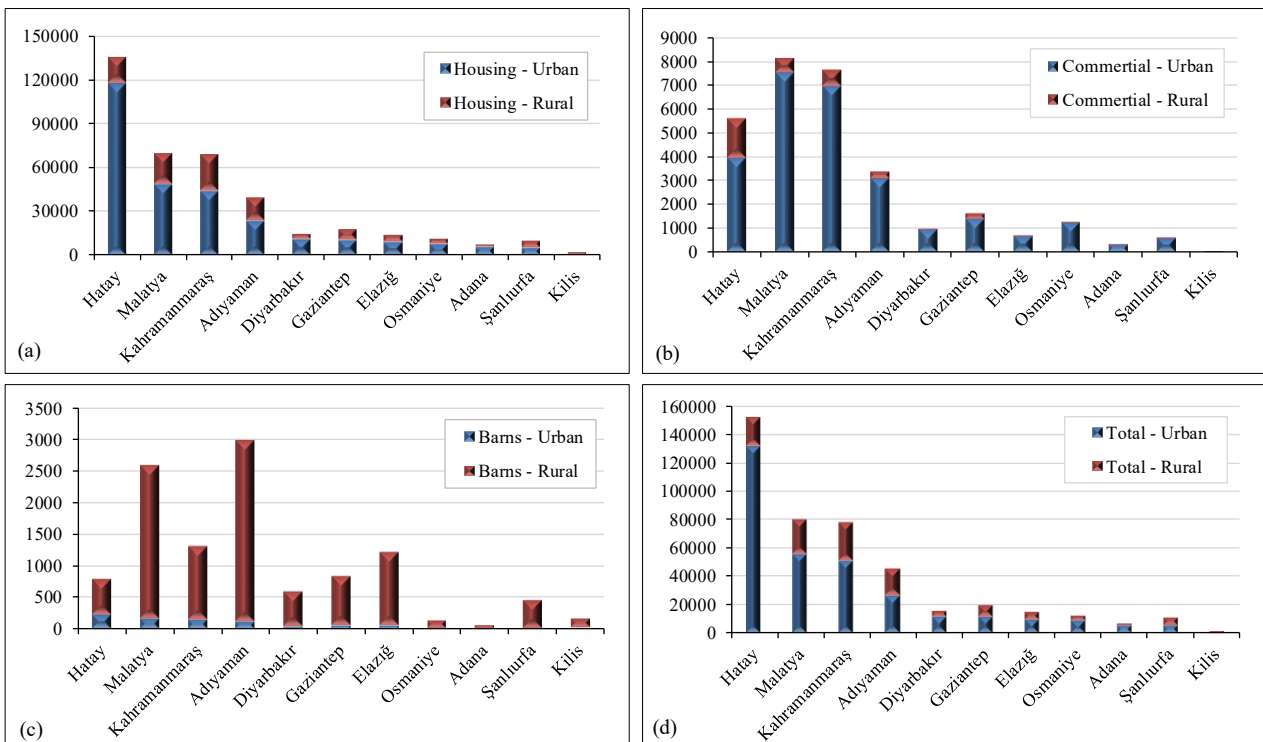 150000
120000
90000
60000
30000
0
Housing - Urban
Housing - Rural
Hatay
Malatya
Kahramanmaraş
Adıyaman
Diyarbakır
Gaziantep
Elazığ
Osmaniye
Adana
Şanlıurfa
Kilis
(a)
9000
8000
7000
6000
5000
4000
3000
2000
1000
0
Commertial - Urban
Commertial - Rural
Hatay
Malatya
Kahramanmaraş
Adıyaman
Diyarbakır
Gaziantep
Elazığ
Osmaniye
Adana
Şanlıurfa
Kilis
(b)
3500
3000
2500
2000
1500
1000
500
0
Barns - Urban
Barns - Rural
Hatay
Malatya
Kahramanmaraş
Adıyaman
Diyarbakır
Gaziantep
Elazığ
Osmaniye
Adana
Şanlıurfa
Kilis
(c)
160000
140000
120000
100000
80000
60000
40000
20000
0
Total - Urban
Total - Rural
Hatay
Malatya
Kahramanmaraş
Adıyaman
Diyarbakır
Gaziantep
Elazığ
Osmaniye
Adana
Şanlıurfa
Kilis
(d)